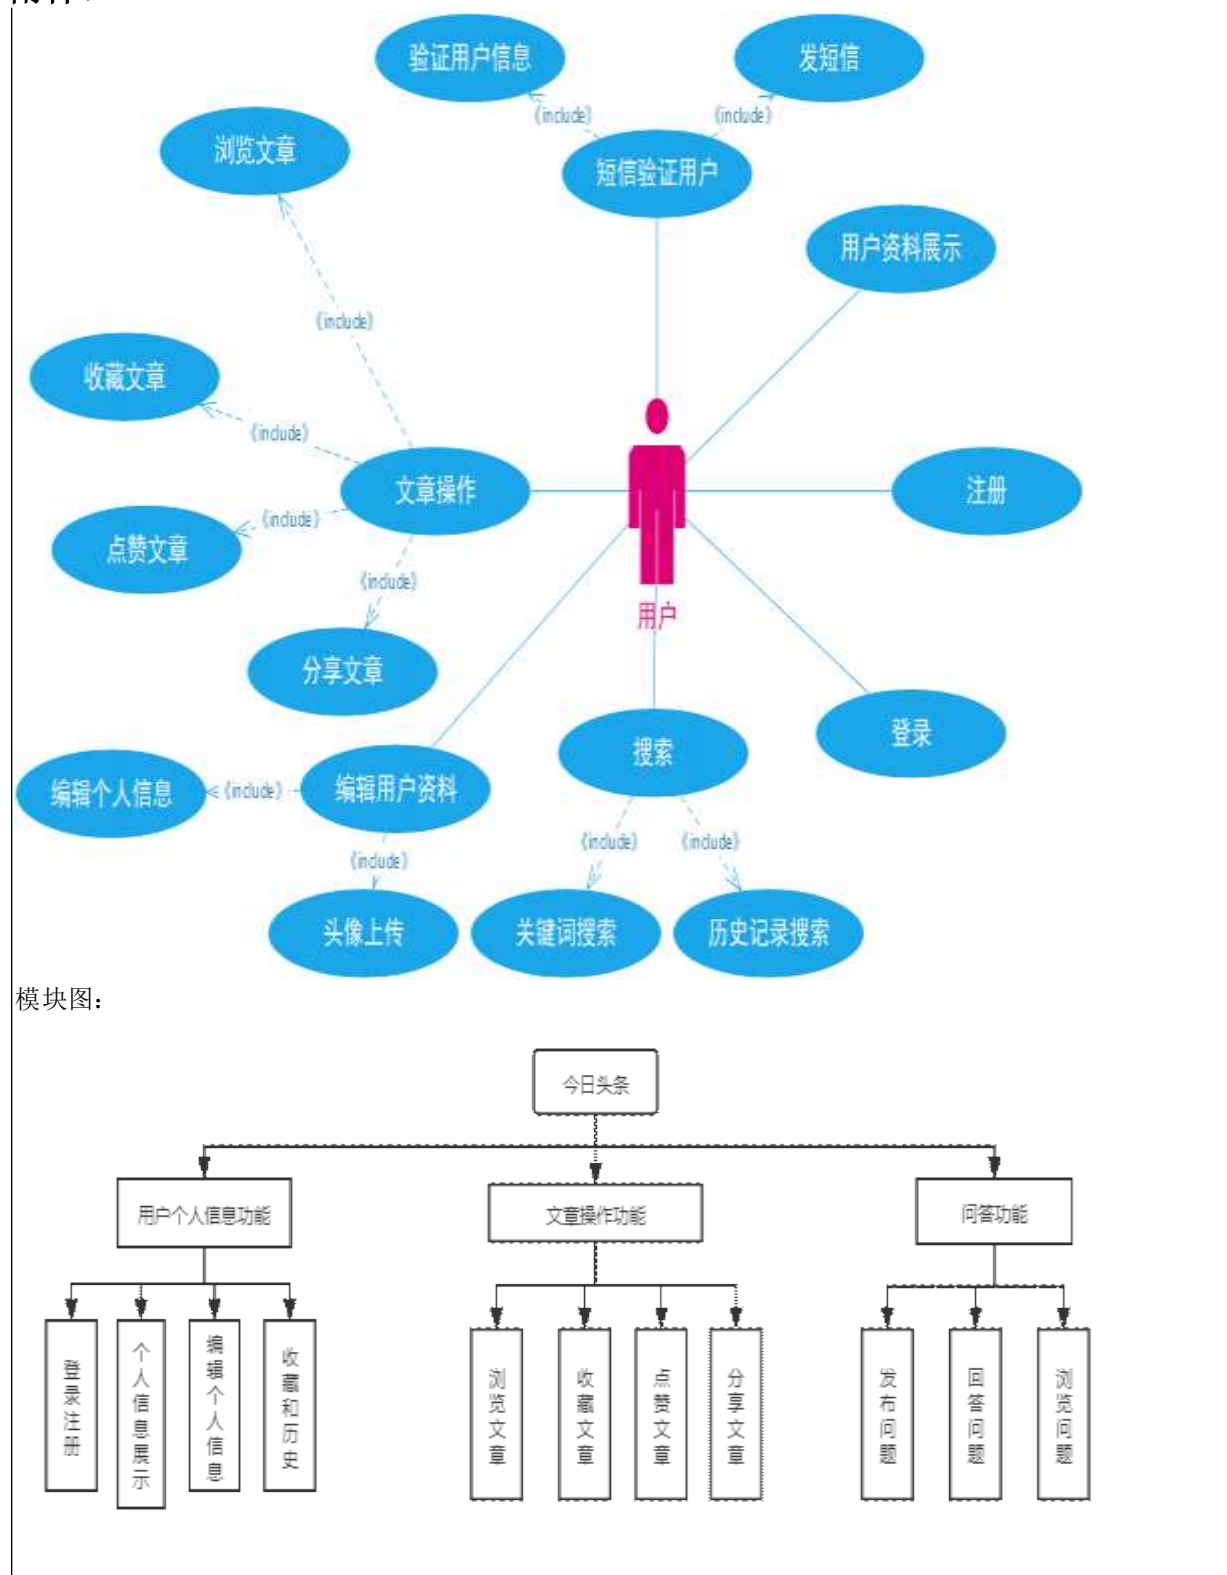 验证用户信息
发短信
《include》
《include》
浏览文章
短信验证用户
用户资料展示
《include》
收藏文章
《include》
文章操作
注册
《include》
点赞文章
《include》
用户
分享文章
登录
搜索
编辑个人信息
《include》
编辑用户资料
《include》
《include》
《include》
头像上传
关键词搜索
历史记录搜索
模块图：
今日头条
用户个人信息功能
文章操作功能
问答功能
登录注册
个人信息展示
编辑个人信息
收藏和历史
浏览文章
收藏文章
点赞文章
分享文章
发布问题
回答问题
浏览问题